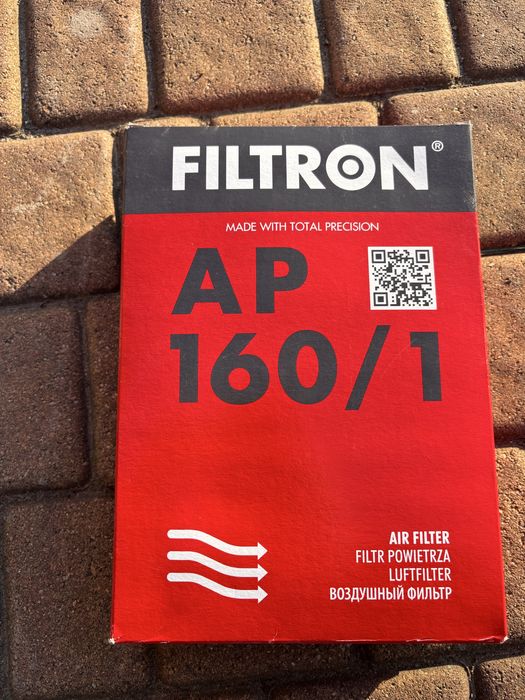 FILTRON®
MADE WITH TOTAL PRECISION
AP
160/1
AIR FILTER
FILTR POWIETRZA
LUFTFILTER
ВОЗДУШНЫЙ ФИЛЬТР